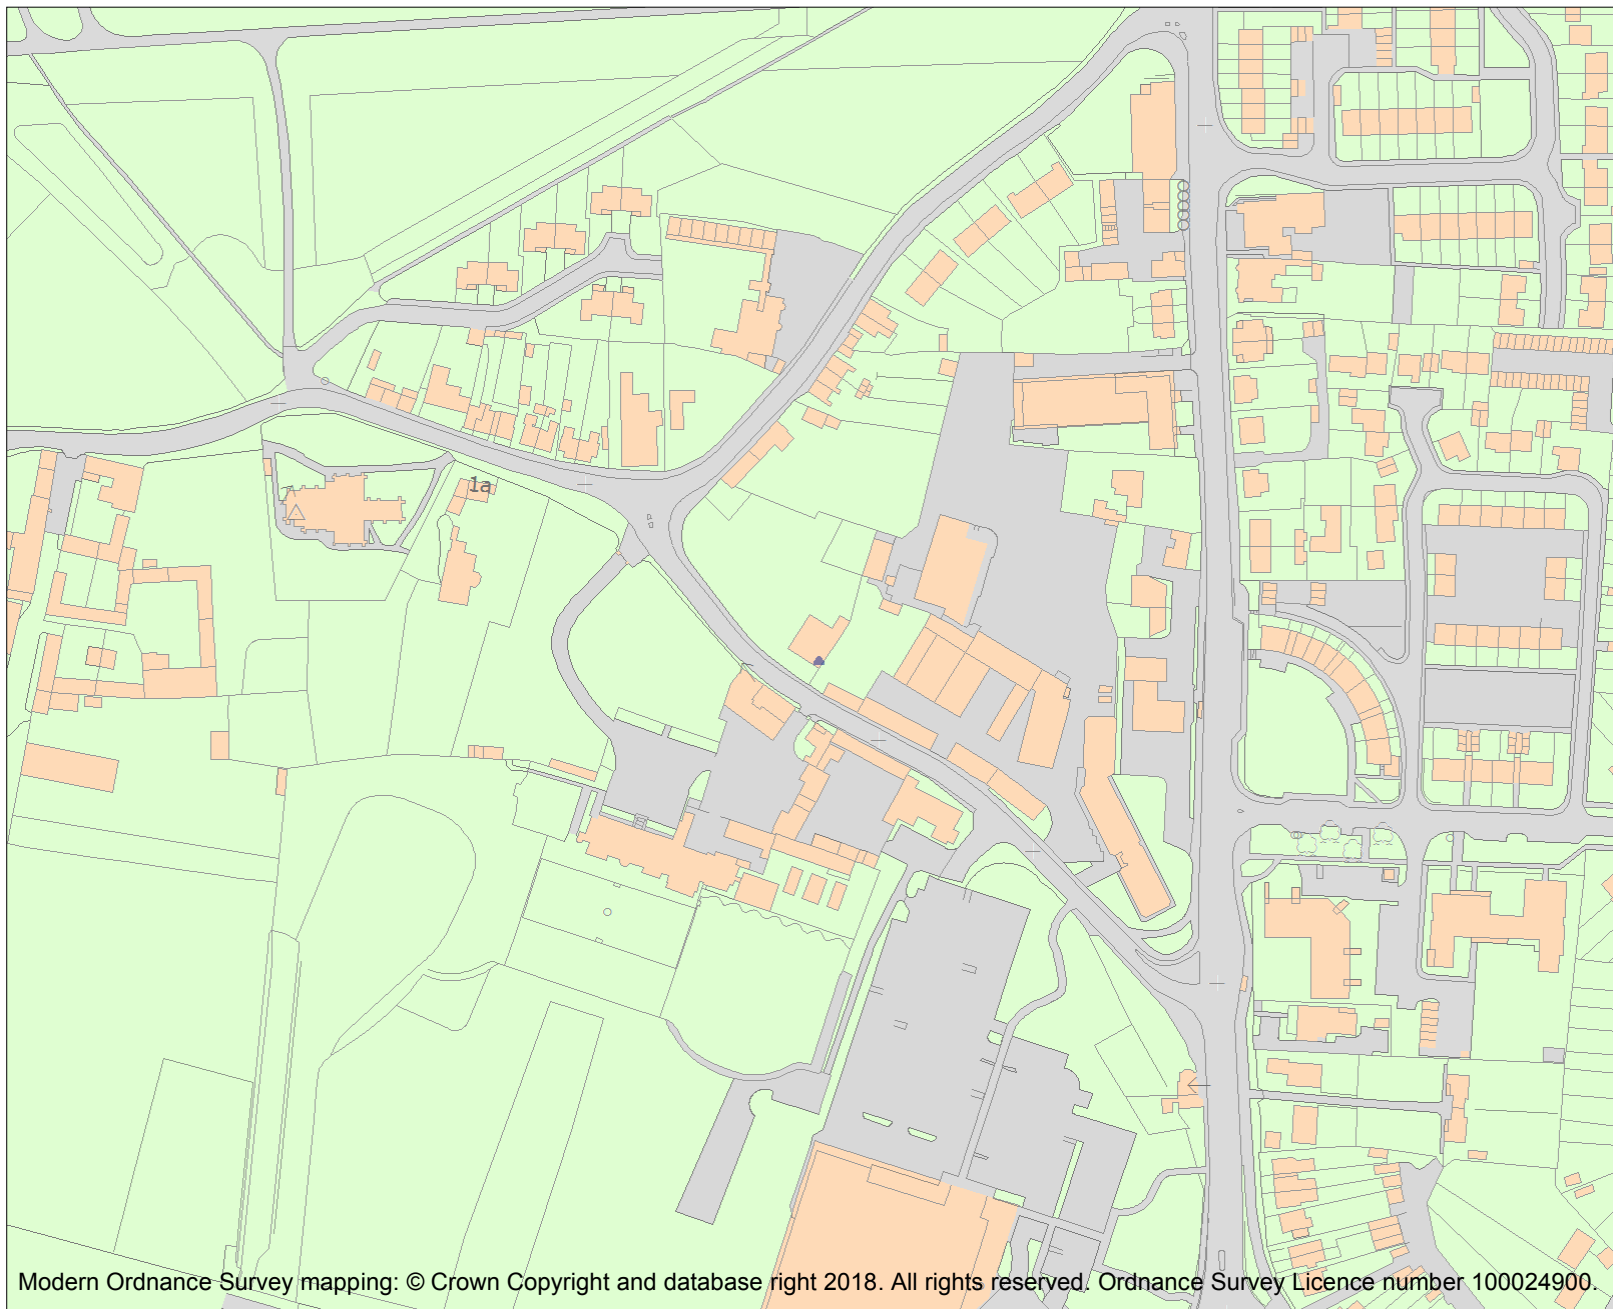 1a
Modern Ordnance Survey mapping: © Crown Copyright and database right 2018. All rights reserved. Ordnance Survey Licence number 100024900.